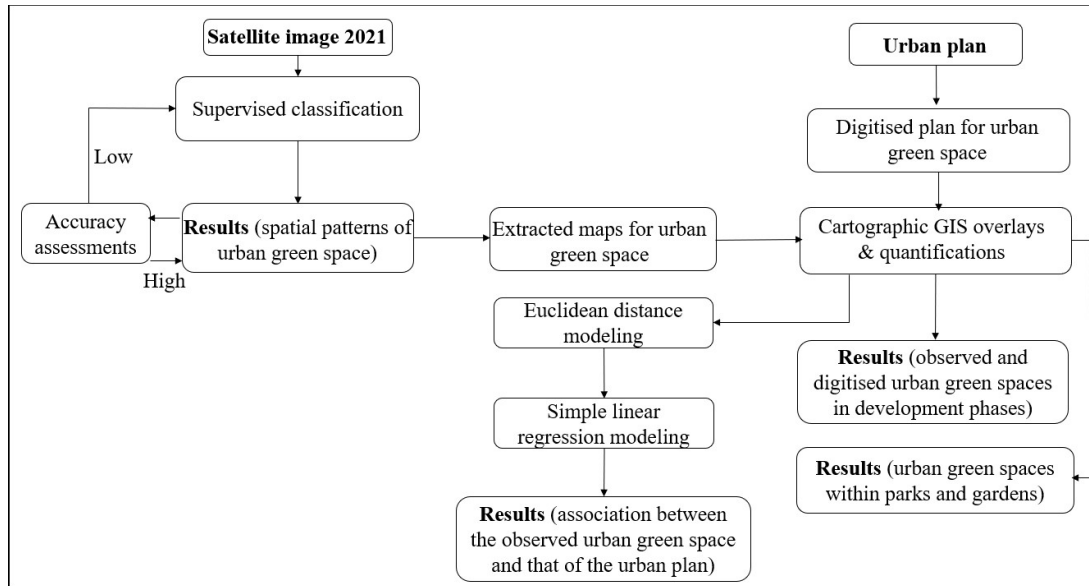 Satellite image 2021
Urban plan
Supervised classification
Digitised plan for urban
green space
Low
Accuracy
assessments
High
Results (spatial patterns of
urban green space)
Extracted maps for urban
green space
Cartographic GIS overlays
& quantifications
Euclidean distance
modeling
Results (observed and
digitised urban green spaces
in development phases)
Simple linear
regression modeling
Results (urban green spaces
within parks and gardens)
Results (association between
the observed urban green space
and that of the urban plan)